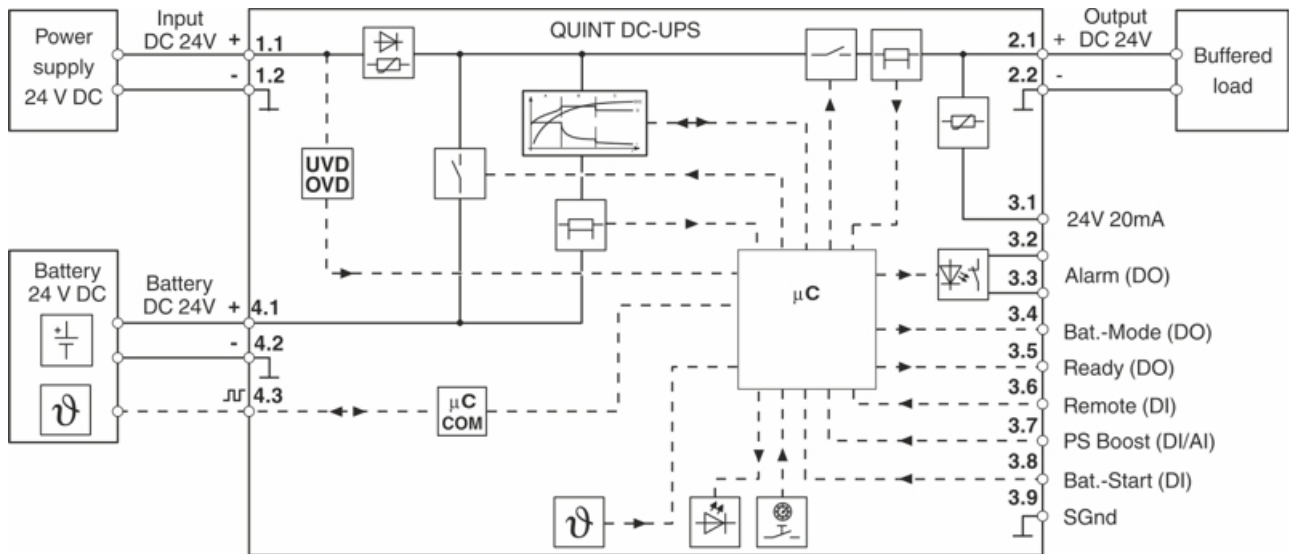 Power
supply
24 V DC
Input
DC 24V + 1.1
- 1.2
QUINT DC-UPS
2.1 +
2.2 -
Output
DC 24V
Buffered
load
UVD
OVD
3.1 24V 20mA
3.2
3.3 Alarm (DO)
3.4 Bat.-Mode (DO)
3.5 Ready (DO)
3.6 Remote (DI)
3.7 PS Boost (DI/AI)
3.8 Bat.-Start (DI)
3.9 SGnd
µC
Battery
24 V DC
+
Battery
DC 24V + 4.1
- 4.2
4.3
ϑ
µC
COM
ϑ